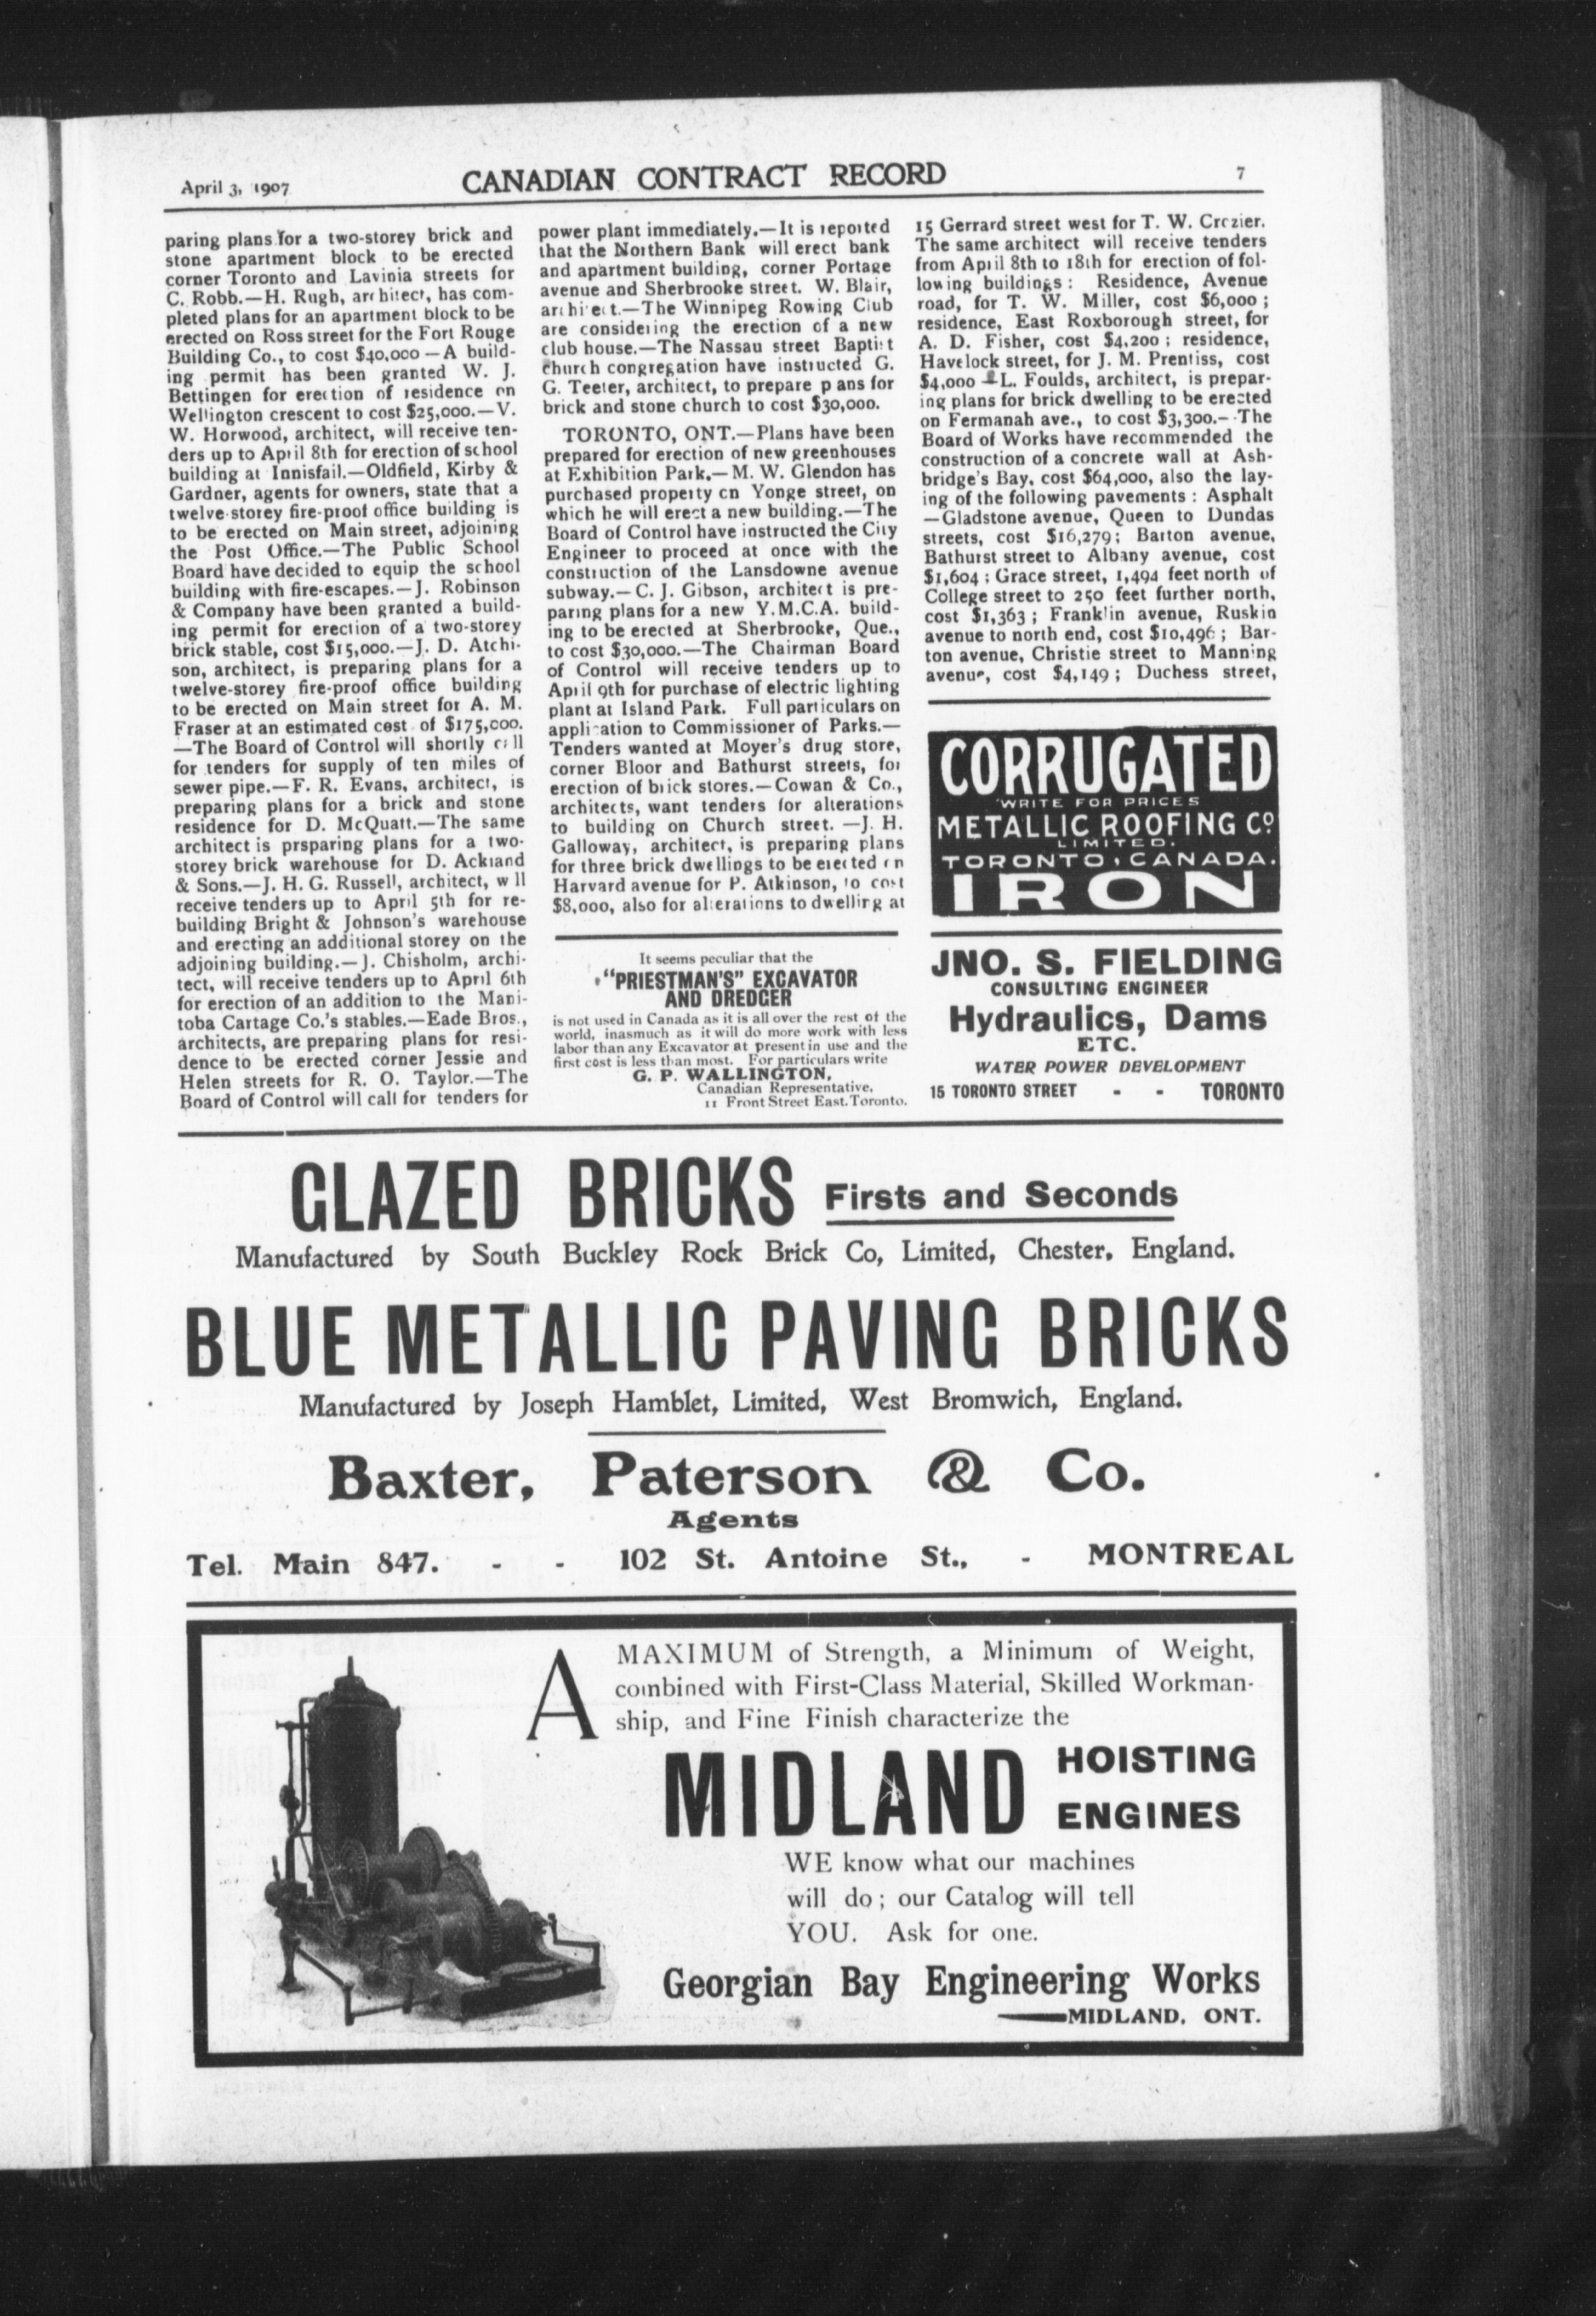 April 3, 1907
CANADIAN CONTRACT RECORD
7
paring plans for a two-storey brick and
stone apartment block to be erected
corner Toronto and Lavinia streets for
C. Robb.—H. Rugh, architect, has com-
pleted plans for an apartment block to be
erected on Ross street for the Fort Rouge
Building Co., to cost $40,000 —A build-
ing permit has been granted W. J.
Bettingen for erection of residence on
Wellington crescent to cost $25,000.—V.
W. Horwood, architect, will receive ten-
ders up to April 8th for erection of school
building at Innisfail.—Oldfield, Kirby &
Gardner, agents for owners, state that a
twelve-storey fire-proof office building is
to be erected on Main street, adjoining
the Post Office.—The Public School
Board have decided to equip the school
building with fire-escapes.—J. Robinson
& Company have been granted a build-
ing permit for erection of a two-storey
brick stable, cost $15,000.—J. D. Atchi-
son, architect, is preparing plans for a
twelve-storey fire-proof office building
to be erected on Main street for A. M.
Fraser at an estimated cost of $175,000.
—The Board of Control will shortly call
for tenders for supply of ten miles of
sewer pipe.—F. R. Evans, architect, is
preparing plans for a brick and stone
residence for D. McQuatt.—The same
architect is prsparing plans for a two-
storey brick warehouse for D. Ackland
& Sons.—J. H. G. Russell, architect, w ll
receive tenders up to April 5th for re-
building Bright & Johnson's warehouse
and erecting an additional storey on the
adjoining building.—J. Chisholm, archi-
tect, will receive tenders up to April 6th
for erection of an addition to the Mani-
toba Cartage Co.'s stables.—Eade Bros.,
architects, are preparing plans for resi-
dence to be erected corner Jessie and
Helen streets for R. O. Taylor.—The
Board of Control will call for tenders for
power plant immediately.—It is reported
that the Northern Bank will erect bank
and apartment building, corner Portage
avenue and Sherbrooke street. W. Blair,
archi ect.—The Winnipeg Rowing Club
are considering the erection of a new
club house.—The Nassau street Baptist
church congregation have instructed G.
G. Teeter, architect, to prepare p ans for
brick and stone church to cost $30,000.
TORONTO, ONT.—Plans have been
prepared for erection of new greenhouses
at Exhibition Park.—M. W. Glendon has
purchased property on Yonge street, on
which he will erect a new building.—The
Board of Control have instructed the City
Engineer to proceed at once with the
construction of the Lansdowne avenue
subway.—C. J. Gibson, architect is pre-
paring plans for a new Y.M.C.A. build-
ing to be erected at Sherbrooke, Que.,
to cost $30,000.—The Chairman Board
of Control will receive tenders up to
April 9th for purchase of electric lighting
plant at Island Park. Full particulars on
application to Commissioner of Parks.—
Tenders wanted at Moyer's drug store,
corner Bloor and Bathurst streets, for
erection of brick stores.—Cowan & Co.,
architects, want tenders for alterations
to building on Church street. —J. H.
Galloway, architect, is preparing plans
for three brick dwellings to be erected on
Harvard avenue for P. Atkinson, to cost
$8,000, also for alterations to dwelling at
It seems peculiar that the
"PRIESTMAN'S" EXCAVATOR
AND DREDGER
is not used in Canada as it is all over the rest of the
world, inasmuch as it will do more work with less
labor than any Excavator at present in use and the
first cost is less than most. For particulars write
G. P. WALLINGTON,
Canadian Representative,
11 Front Street East. Toronto.
15 Gerrard street west for T. W. Crozier.
The same architect will receive tenders
from April 8th to 18th for erection of fol-
lowing buildings: Residence, Avenue
road, for T. W. Miller, cost $6,000;
residence, East Roxborough street, for
A. D. Fisher, cost $4,200; residence,
Havelock street, for J. M. Prentiss, cost
$4,000 —L. Foulds, architect, is prepar-
ing plans for brick dwelling to be erected
on Fermanah ave., to cost $3,300.—The
Board of Works have recommended the
construction of a concrete wall at Ash-
bridge's Bay, cost $64,000, also the lay-
ing of the following pavements: Asphalt
—Gladstone avenue, Queen to Dundas
streets, cost $16,279; Barton avenue,
Bathurst street to Albany avenue, cost
$1,604; Grace street, 1,494 feet north of
College street to 250 feet further north,
cost $1,363; Franklin avenue, Ruskin
avenue to north end, cost $10,496; Bar-
ton avenue, Christie street to Manning
avenue, cost $4,149; Duchess street,
CORRUGATED
WRITE FOR PRICES
METALLIC ROOFING Co
LIMITED.
TORONTO, CANADA.
IRON
JNO. S. FIELDING
CONSULTING ENGINEER
Hydraulics, Dams
ETC.
WATER POWER DEVELOPMENT
15 TORONTO STREET - - TORONTO
GLAZED BRICKS Firsts and Seconds
Manufactured by South Buckley Rock Brick Co, Limited, Chester, England.
BLUE METALLIC PAVING BRICKS
Manufactured by Joseph Hamblet, Limited, West Bromwich, England.
Baxter, Paterson & Co.
Agents
Tel. Main 847. - - 102 St. Antoine St., - MONTREAL
A MAXIMUM of Strength, a Minimum of Weight,
combined with First-Class Material, Skilled Workman-
ship, and Fine Finish characterize the
MIDLAND HOISTING
ENGINES
WE know what our machines
will do; our Catalog will tell
YOU. Ask for one.
Georgian Bay Engineering Works
MIDLAND, ONT.